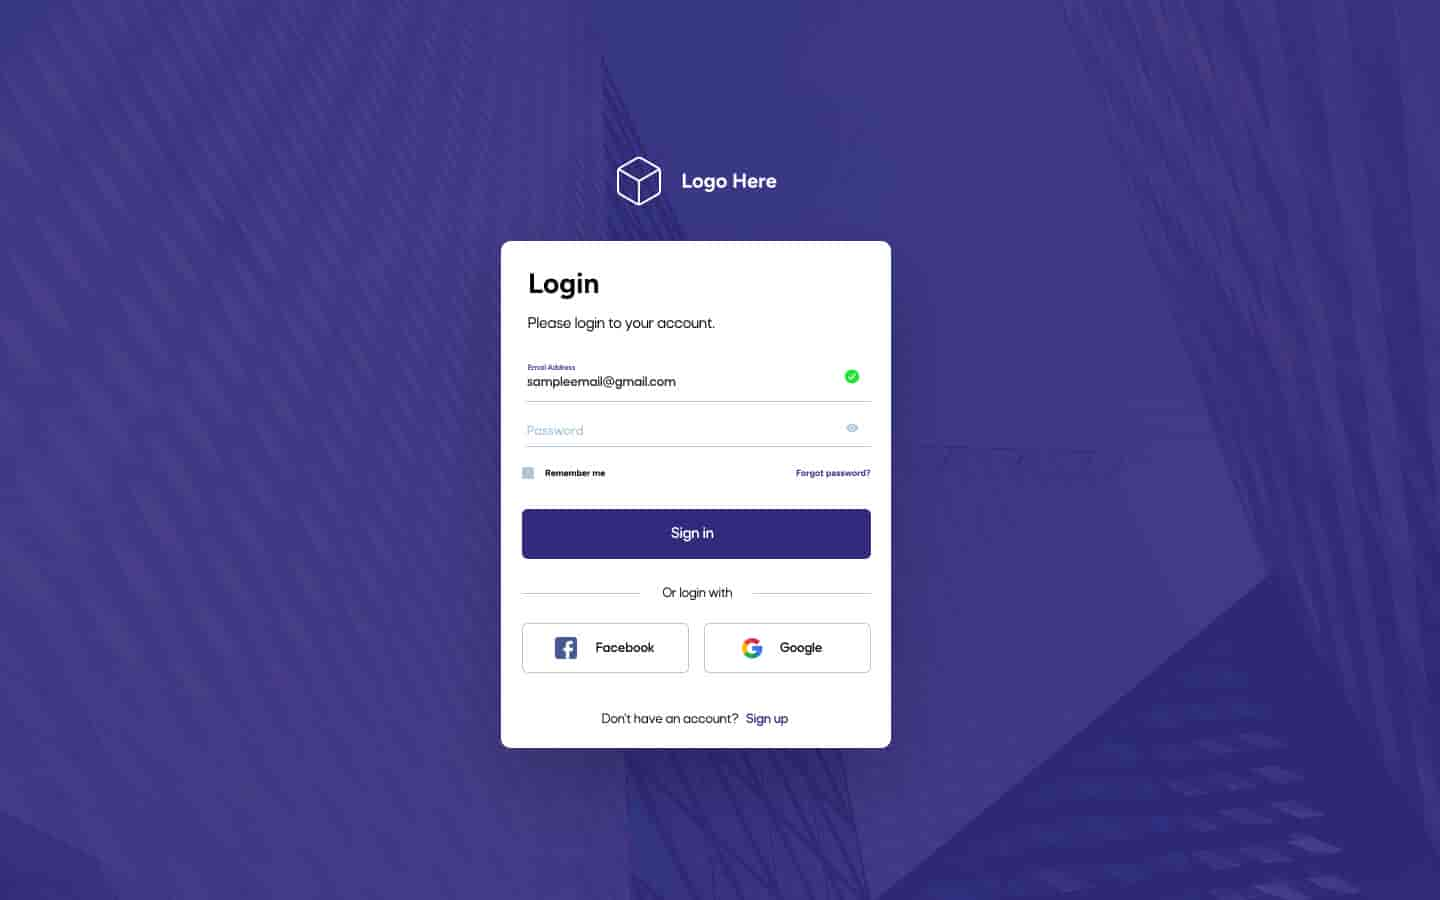 Logo Here
Login
Please login to your account.
Email Address
sampleemail@gmail.com
Password
Remember me
Forgot password?
Sign in
Or login with
Facebook
Google
Don't have an account? Sign up